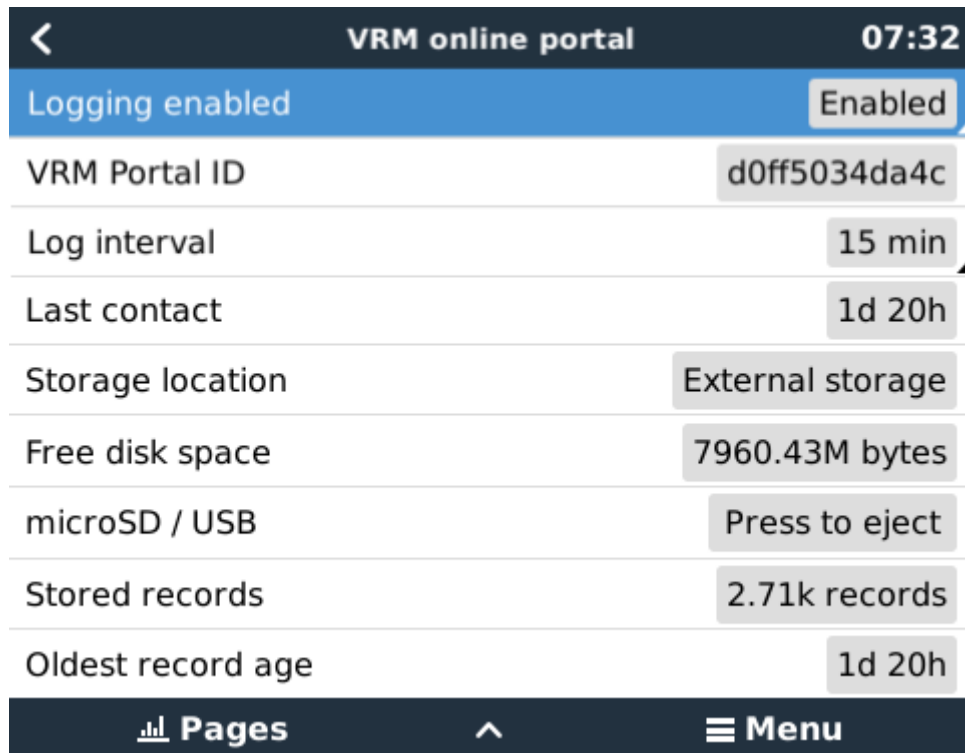 VRM online portal 07:32
Logging enabled Enabled
VRM Portal ID d0ff5034da4c
Log interval 15 min
Last contact 1d 20h
Storage location External storage
Free disk space 7960.43M bytes
microSD / USB Press to eject
Stored records 2.71k records
Oldest record age 1d 20h
Pages Menu